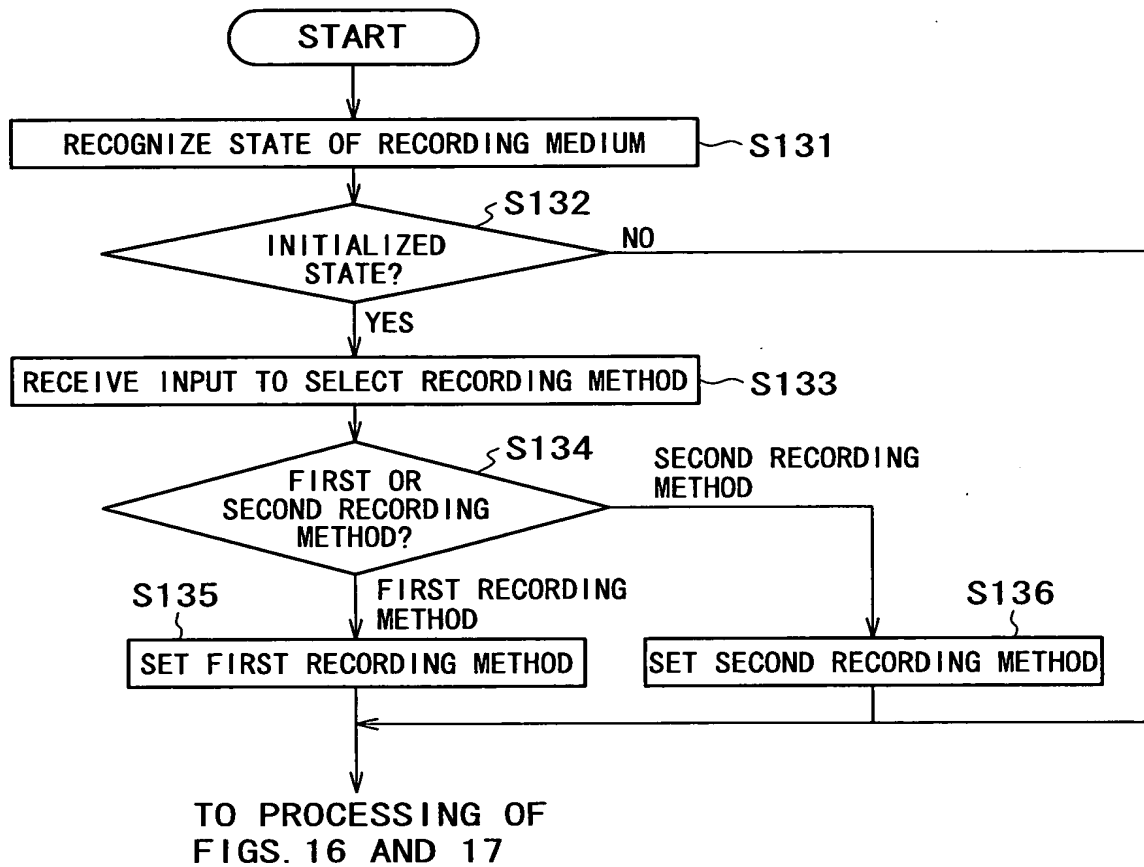 START
RECOGNIZE STATE OF RECORDING MEDIUM
S131
S132
INITIALIZED
STATE?
NO
YES
RECEIVE INPUT TO SELECT RECORDING METHOD
S133
S134
FIRST OR
SECOND RECORDING
METHOD?
SECOND RECORDING
METHOD
FIRST RECORDING
METHOD
S135
SET FIRST RECORDING METHOD
S136
SET SECOND RECORDING METHOD
TO PROCESSING OF
FIGS. 16 AND 17